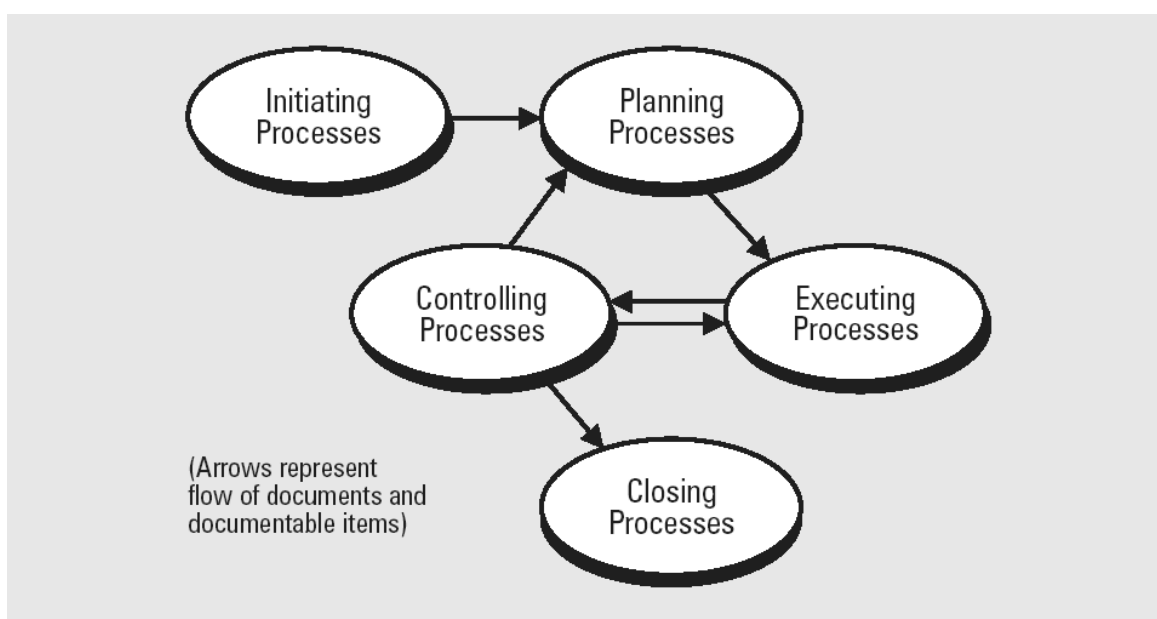 Initiating
Processes
Planning
Processes
Controlling
Processes
Executing
Processes
(Arrows represent
flow of documents and
documentable items)
Closing
Processes